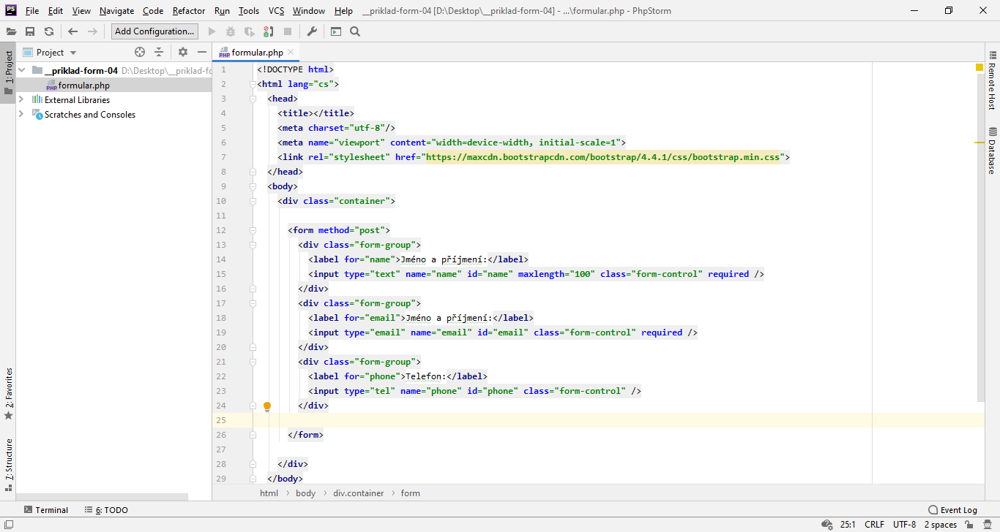 File Edit View Navigate Code Refactor Run Tools VCS Window Help __priklad-form-04 [D:\Desktop\__priklad-form-04] - ...\formular.php - PhpStorm
Add Configuration...
1: Project
Project
__priklad-form-04 D:\Desktop\__priklad-fo
formular.php
External Libraries
Scratches and Consoles
2: Favorites
7: Structure
formular.php
1 <!DOCTYPE html>
2 <html lang="cs">
3 <head>
4 <title></title>
5 <meta charset="utf-8"/>
6 <meta name="viewport" content="width=device-width, initial-scale=1">
7 <link rel="stylesheet" href="https://maxcdn.bootstrapcdn.com/bootstrap/4.4.1/css/bootstrap.min.css">
8 </head>
9 <body>
10 <div class="container">
11
12 <form method="post">
13 <div class="form-group">
14 <label for="name">Jméno a příjmení:</label>
15 <input type="text" name="name" id="name" maxlength="100" class="form-control" required />
16 </div>
17 <div class="form-group">
18 <label for="email">Jméno a příjmení:</label>
19 <input type="email" name="email" id="email" class="form-control" required />
20 </div>
21 <div class="form-group">
22 <label for="phone">Telefon:</label>
23 <input type="tel" name="phone" id="phone" class="form-control" />
24 </div>
25
26 </form>
27
28 </div>
29 </body>
html › body › div.container › form
Remote Host
Database
Terminal 6: TODO Event Log
25:1 CRLF UTF-8 2 spaces